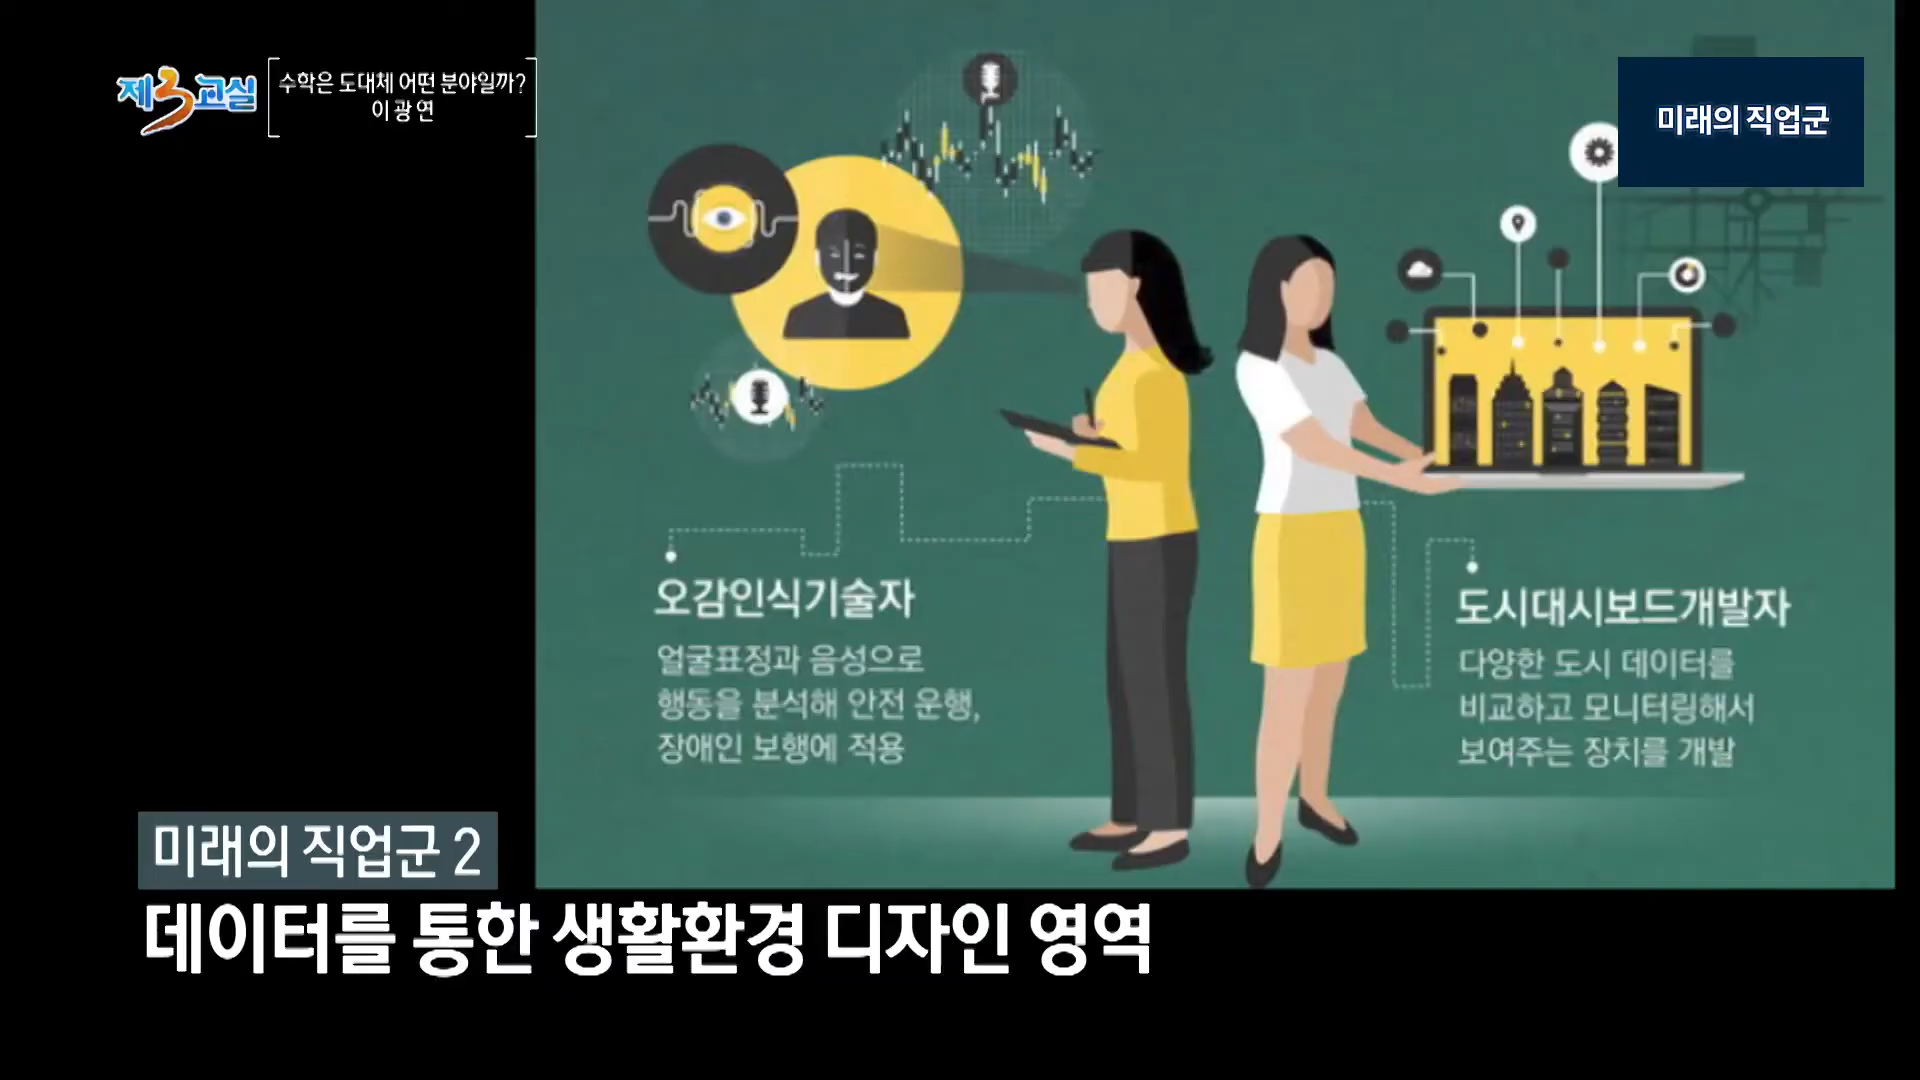 제3교실
수학은 도대체 어떤 분야일까?
이광연
미래의 직업군
오감인식기술자
얼굴표정과 음성으로
행동을 분석해 안전 운행,
장애인 보행에 적용
도시대시보드개발자
다양한 도시 데이터를
비교하고 모니터링해서
보여주는 장치를 개발
미래의 직업군 2
데이터를 통한 생활환경 디자인 영역